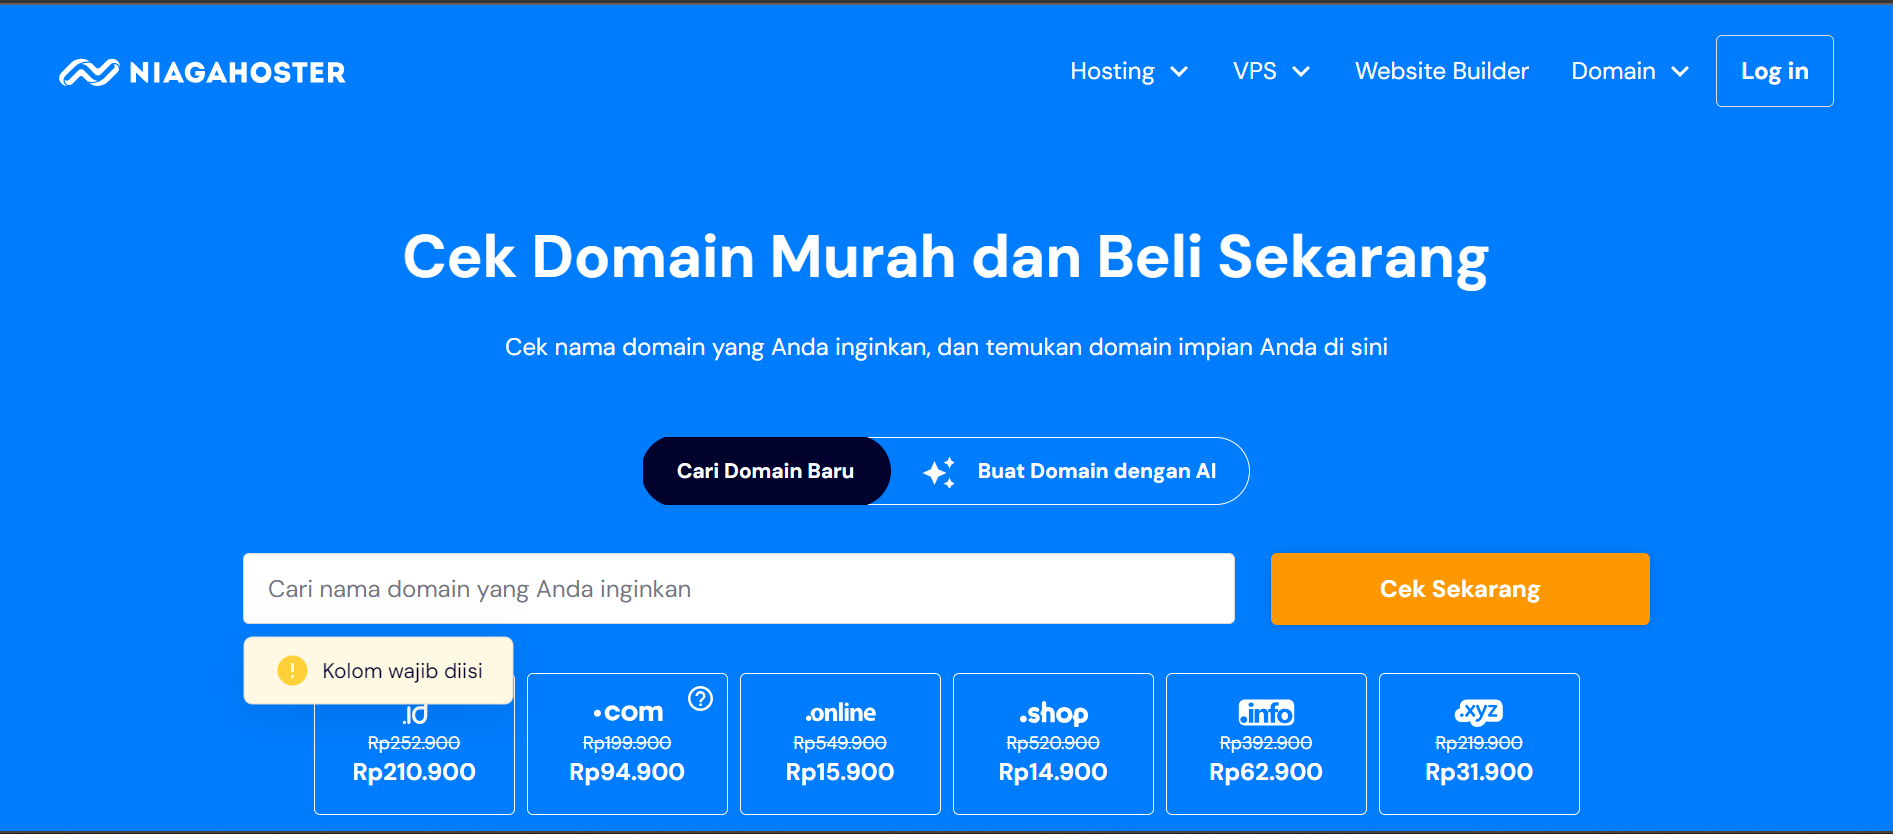 NIAGAHOSTER
Hosting
VPS
Website Builder
Domain
Log in
Cek Domain Murah dan Beli Sekarang
Cek nama domain yang Anda inginkan, dan temukan domain impian Anda di sini
Cari Domain Baru
Buat Domain dengan AI
Cari nama domain yang Anda inginkan
Cek Sekarang
Kolom wajib diisi
.id
Rp252.900
Rp210.900
.com
Rp199.900
Rp94.900
.online
Rp549.900
Rp15.900
.shop
Rp520.900
Rp14.900
.info
Rp392.900
Rp62.900
.xyz
Rp219.900
Rp31.900